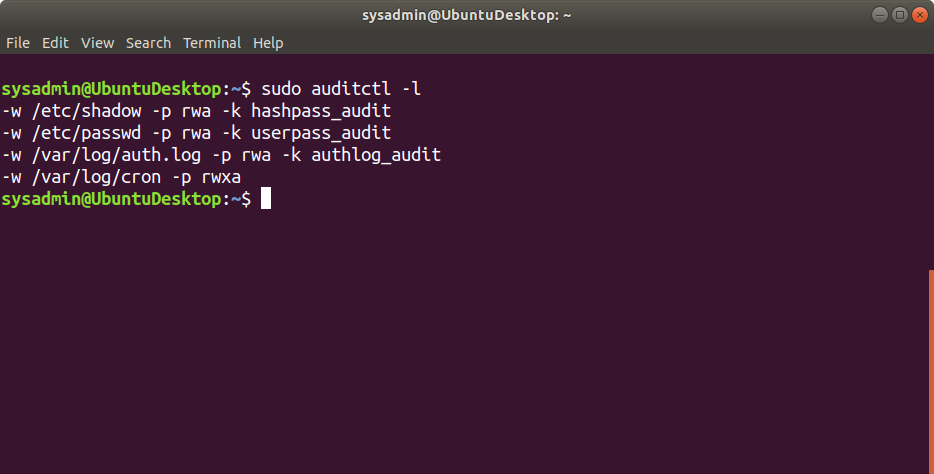 sysadmin@UbuntuDesktop: ~
File Edit View Search Terminal Help
sysadmin@UbuntuDesktop:~$ sudo auditctl -l
-w /etc/shadow -p rwa -k hashpass_audit
-w /etc/passwd -p rwa -k userpass_audit
-w /var/log/auth.log -p rwa -k authlog_audit
-w /var/log/cron -p rwxa
sysadmin@UbuntuDesktop:~$